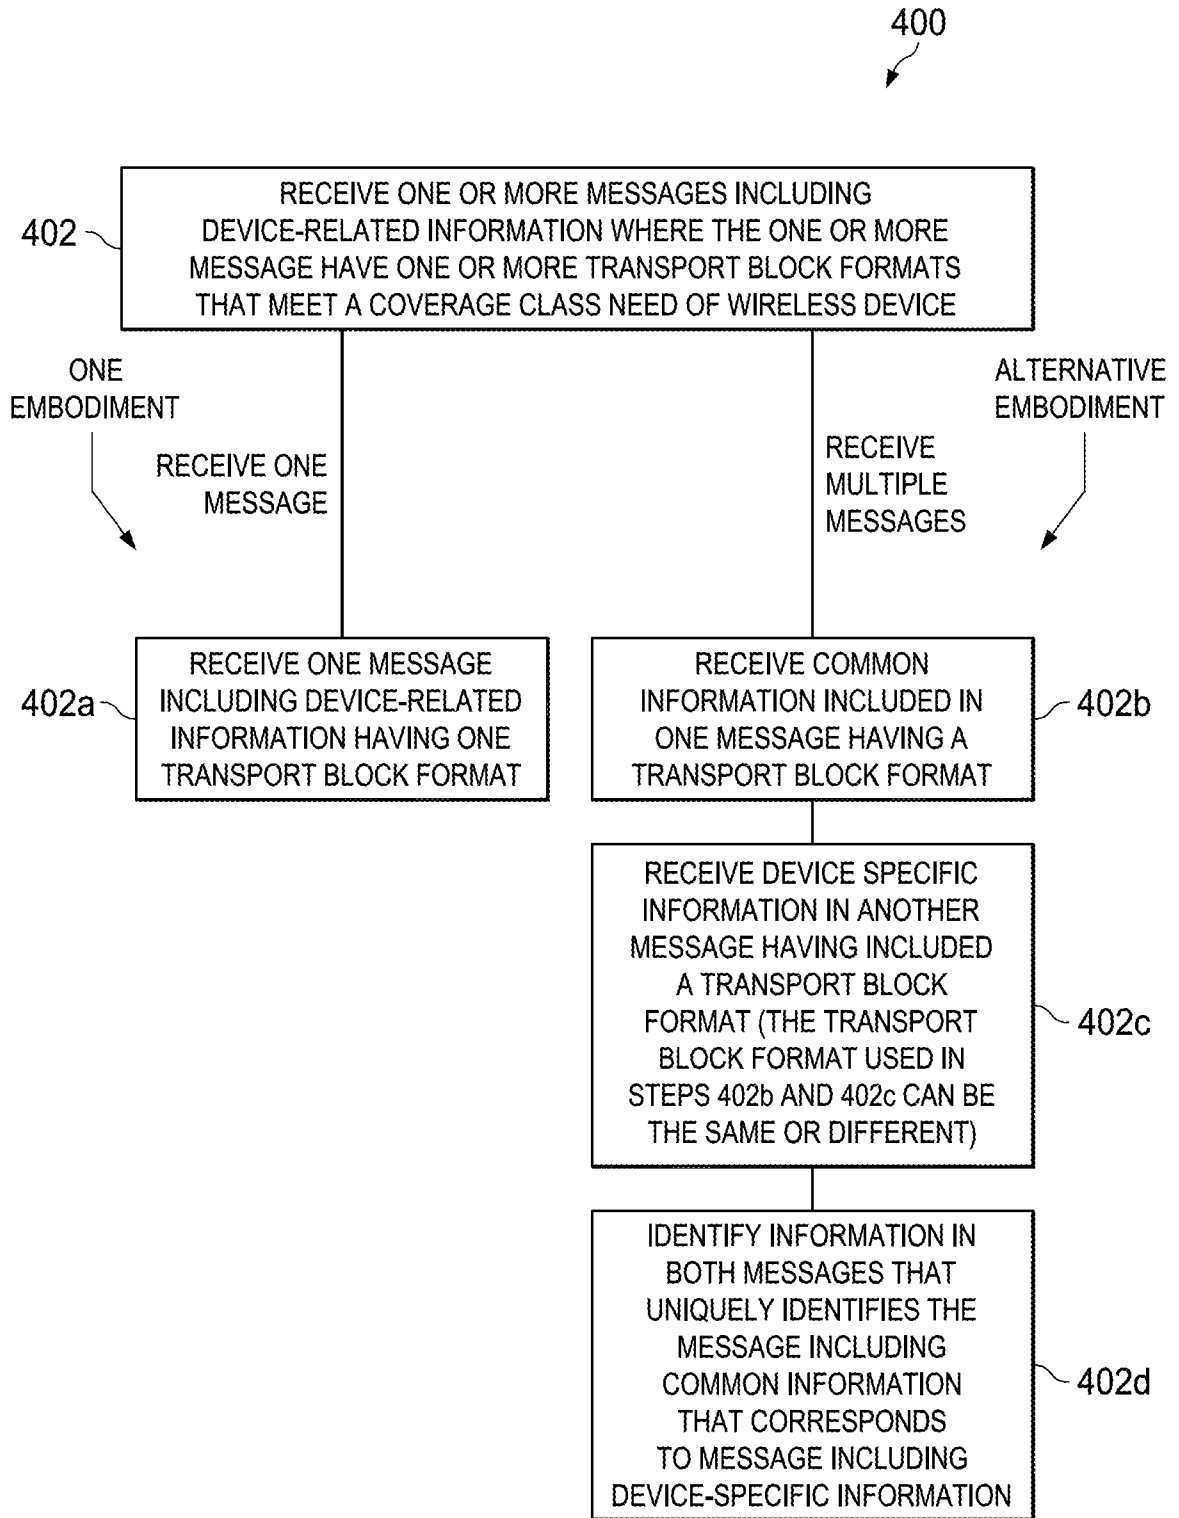 400
402
RECEIVE ONE OR MORE MESSAGES INCLUDING
DEVICE-RELATED INFORMATION WHERE THE ONE OR MORE
MESSAGE HAVE ONE OR MORE TRANSPORT BLOCK FORMATS
THAT MEET A COVERAGE CLASS NEED OF WIRELESS DEVICE
ONE
EMBODIMENT
RECEIVE ONE
MESSAGE
RECEIVE
MULTIPLE
MESSAGES
ALTERNATIVE
EMBODIMENT
402a
RECEIVE ONE MESSAGE
INCLUDING DEVICE-RELATED
INFORMATION HAVING ONE
TRANSPORT BLOCK FORMAT
RECEIVE COMMON
INFORMATION INCLUDED IN
ONE MESSAGE HAVING A
TRANSPORT BLOCK FORMAT
402b
RECEIVE DEVICE SPECIFIC
INFORMATION IN ANOTHER
MESSAGE HAVING INCLUDED
A TRANSPORT BLOCK
FORMAT (THE TRANSPORT
BLOCK FORMAT USED IN
STEPS 402b AND 402c CAN BE
THE SAME OR DIFFERENT)
402c
IDENTIFY INFORMATION IN
BOTH MESSAGES THAT
UNIQUELY IDENTIFIES THE
MESSAGE INCLUDING
COMMON INFORMATION
THAT CORRESPONDS
TO MESSAGE INCLUDING
DEVICE-SPECIFIC INFORMATION
402d